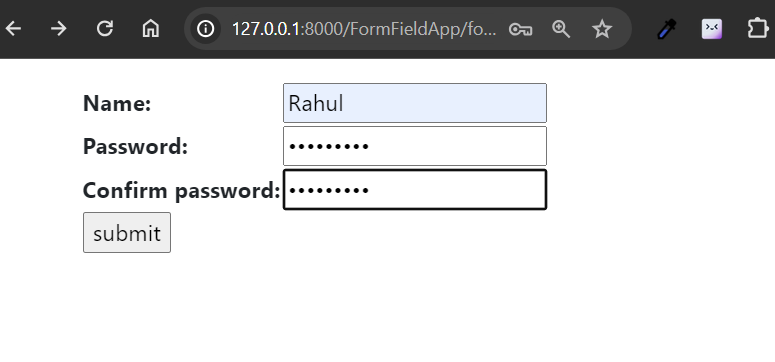 127.0.0.1:8000/FormFieldApp/fo...
Name: Rahul
Password: •••••••••
Confirm password: •••••••••
submit